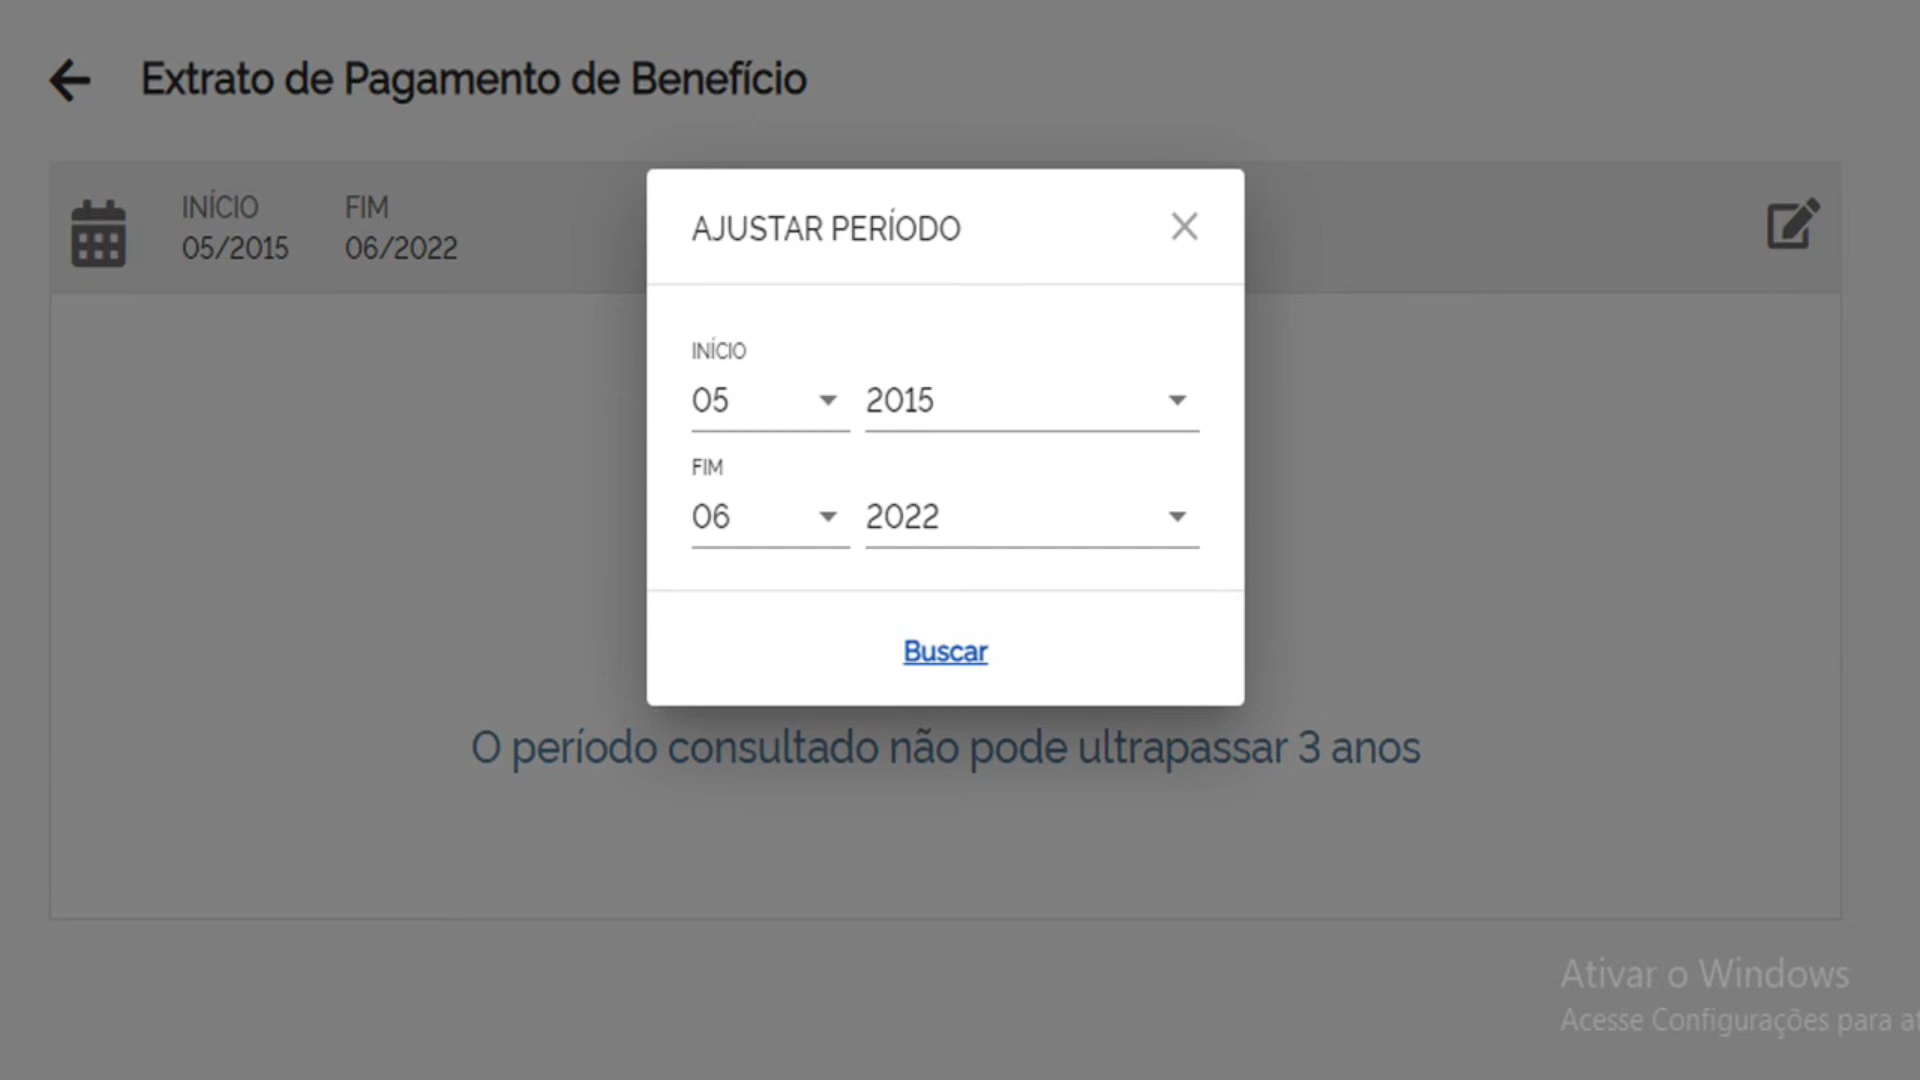 Extrato de Pagamento de Benefício
INÍCIO FIM
05/2015 06/2022
AJUSTAR PERÍODO
INÍCIO
05 2015
FIM
06 2022
Buscar
O período consultado não pode ultrapassar 3 anos
Ativar o Windows
Acesse Configurações para